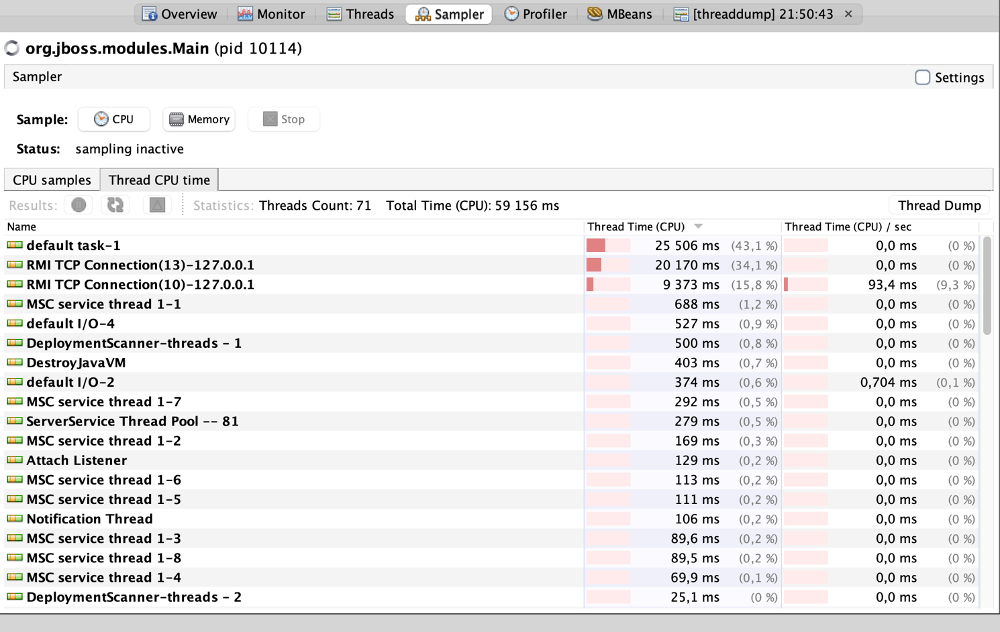 Overview Monitor Threads Sampler Profiler MBeans [threaddump] 21:50:43 ×
org.jboss.modules.Main (pid 10114)
Sampler Settings
Sample: CPU Memory Stop
Status: sampling inactive
CPU samples Thread CPU time
Results: Statistics: Threads Count: 71 Total Time (CPU): 59 156 ms Thread Dump
Name Thread Time (CPU) Thread Time (CPU) / sec
default task-1 25 506 ms (43,1 %) 0,0 ms (0 %)
RMI TCP Connection(13)-127.0.0.1 20 170 ms (34,1 %) 0,0 ms (0 %)
RMI TCP Connection(10)-127.0.0.1 9 373 ms (15,8 %) 93,4 ms (9,3 %)
MSC service thread 1-1 688 ms (1,2 %) 0,0 ms (0 %)
default I/O-4 527 ms (0,9 %) 0,0 ms (0 %)
DeploymentScanner-threads - 1 500 ms (0,8 %) 0,0 ms (0 %)
DestroyJavaVM 403 ms (0,7 %) 0,0 ms (0 %)
default I/O-2 374 ms (0,6 %) 0,704 ms (0,1 %)
MSC service thread 1-7 292 ms (0,5 %) 0,0 ms (0 %)
ServerService Thread Pool -- 81 279 ms (0,5 %) 0,0 ms (0 %)
MSC service thread 1-2 169 ms (0,3 %) 0,0 ms (0 %)
Attach Listener 129 ms (0,2 %) 0,0 ms (0 %)
MSC service thread 1-6 113 ms (0,2 %) 0,0 ms (0 %)
MSC service thread 1-5 111 ms (0,2 %) 0,0 ms (0 %)
Notification Thread 106 ms (0,2 %) 0,0 ms (0 %)
MSC service thread 1-3 89,6 ms (0,2 %) 0,0 ms (0 %)
MSC service thread 1-8 89,5 ms (0,2 %) 0,0 ms (0 %)
MSC service thread 1-4 69,9 ms (0,1 %) 0,0 ms (0 %)
DeploymentScanner-threads - 2 25,1 ms (0 %) 0,0 ms (0 %)